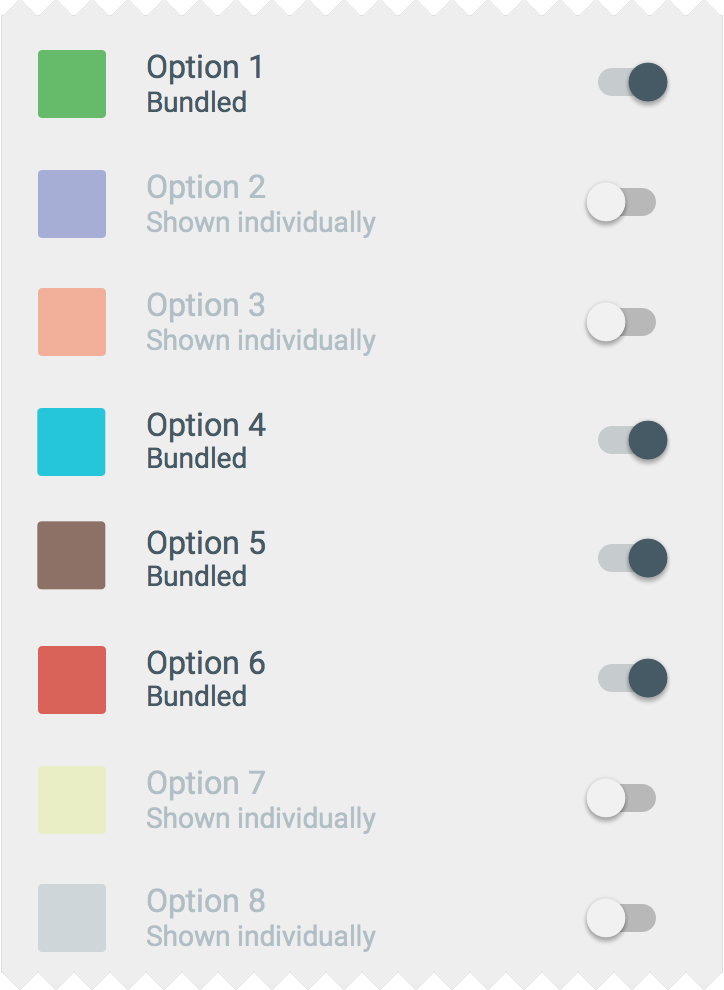 Option 1
Bundled
Option 2
Shown individually
Option 3
Shown individually
Option 4
Bundled
Option 5
Bundled
Option 6
Bundled
Option 7
Shown individually
Option 8
Shown individually